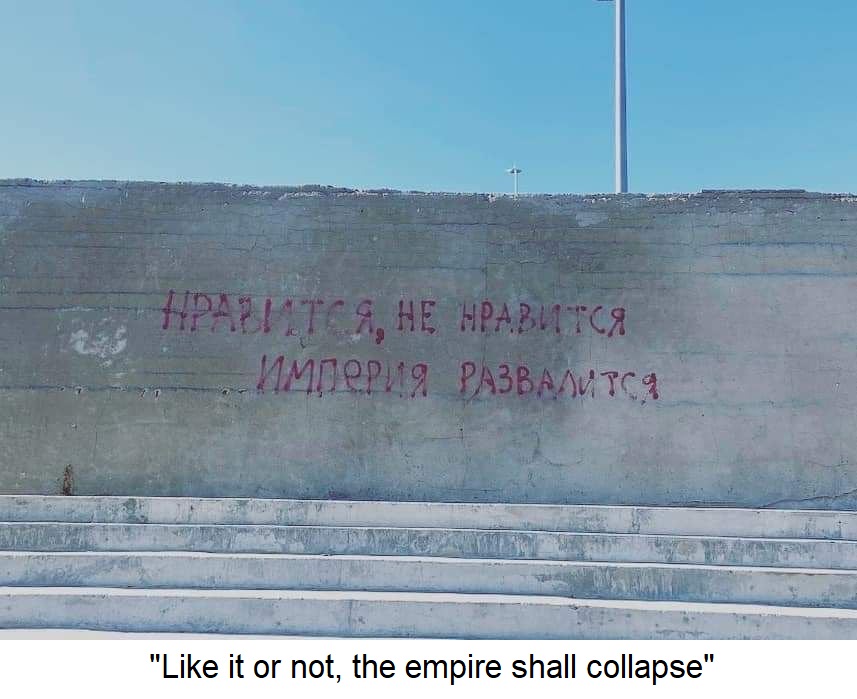 НРАВИТСЯ, НЕ НРАВИТСЯ
ИМПЕРИЯ РАЗВАЛИТСЯ
"Like it or not, the empire shall collapse"